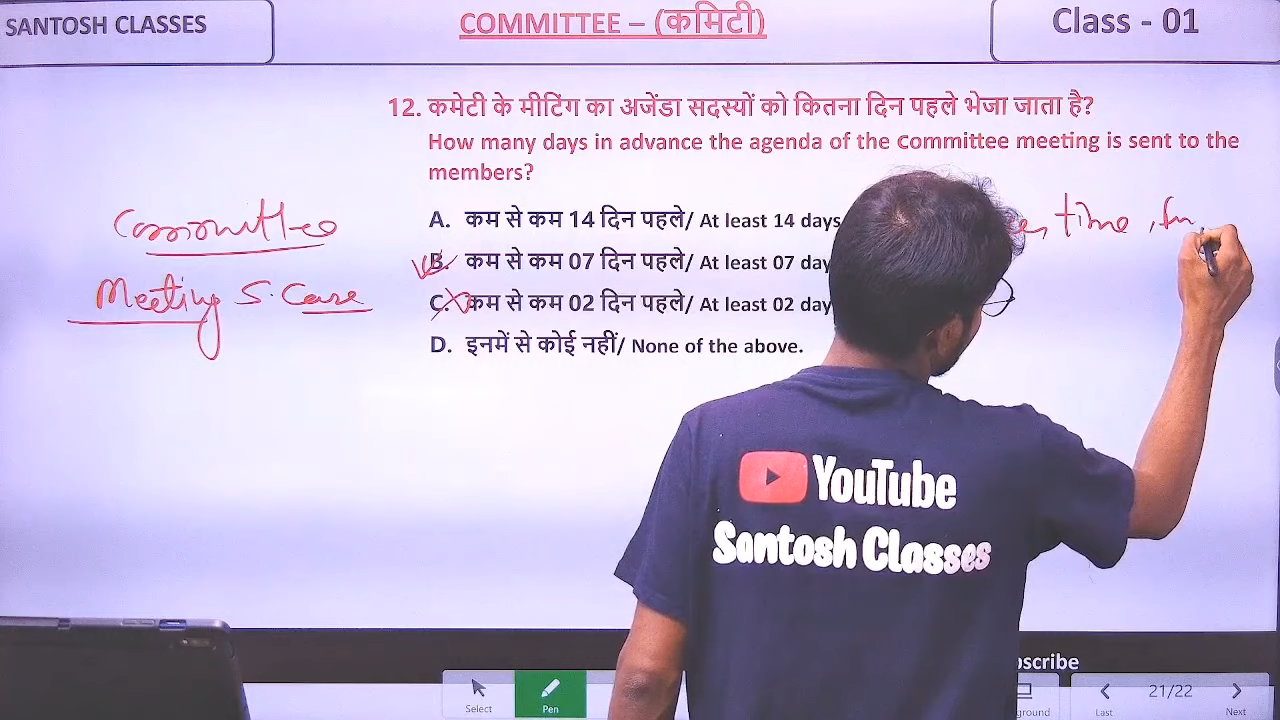 SANTOSH CLASSES
COMMITTEE – (कमिटी)
Class - 01
12. कमेटी के मीटिंग का अजेंडा सदस्यों को कितना दिन पहले भेजा जाता है?
How many days in advance the agenda of the Committee meeting is sent to the
members?
A. कम से कम 14 दिन पहले/ At least 14 days
B. कम से कम 07 दिन पहले/ At least 07 day
C. कम से कम 02 दिन पहले/ At least 02 day
D. इनमें से कोई नहीं/ None of the above.
Committee
Meeting
time,
YouTube
Santosh Classes
Select
Pen
21/22
Last
Next